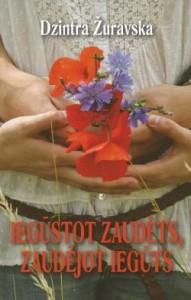 Dzintra Žuravska
IEGŪSTOT ZAUDĒTS,
ZAUDĒJOT IEGŪTS